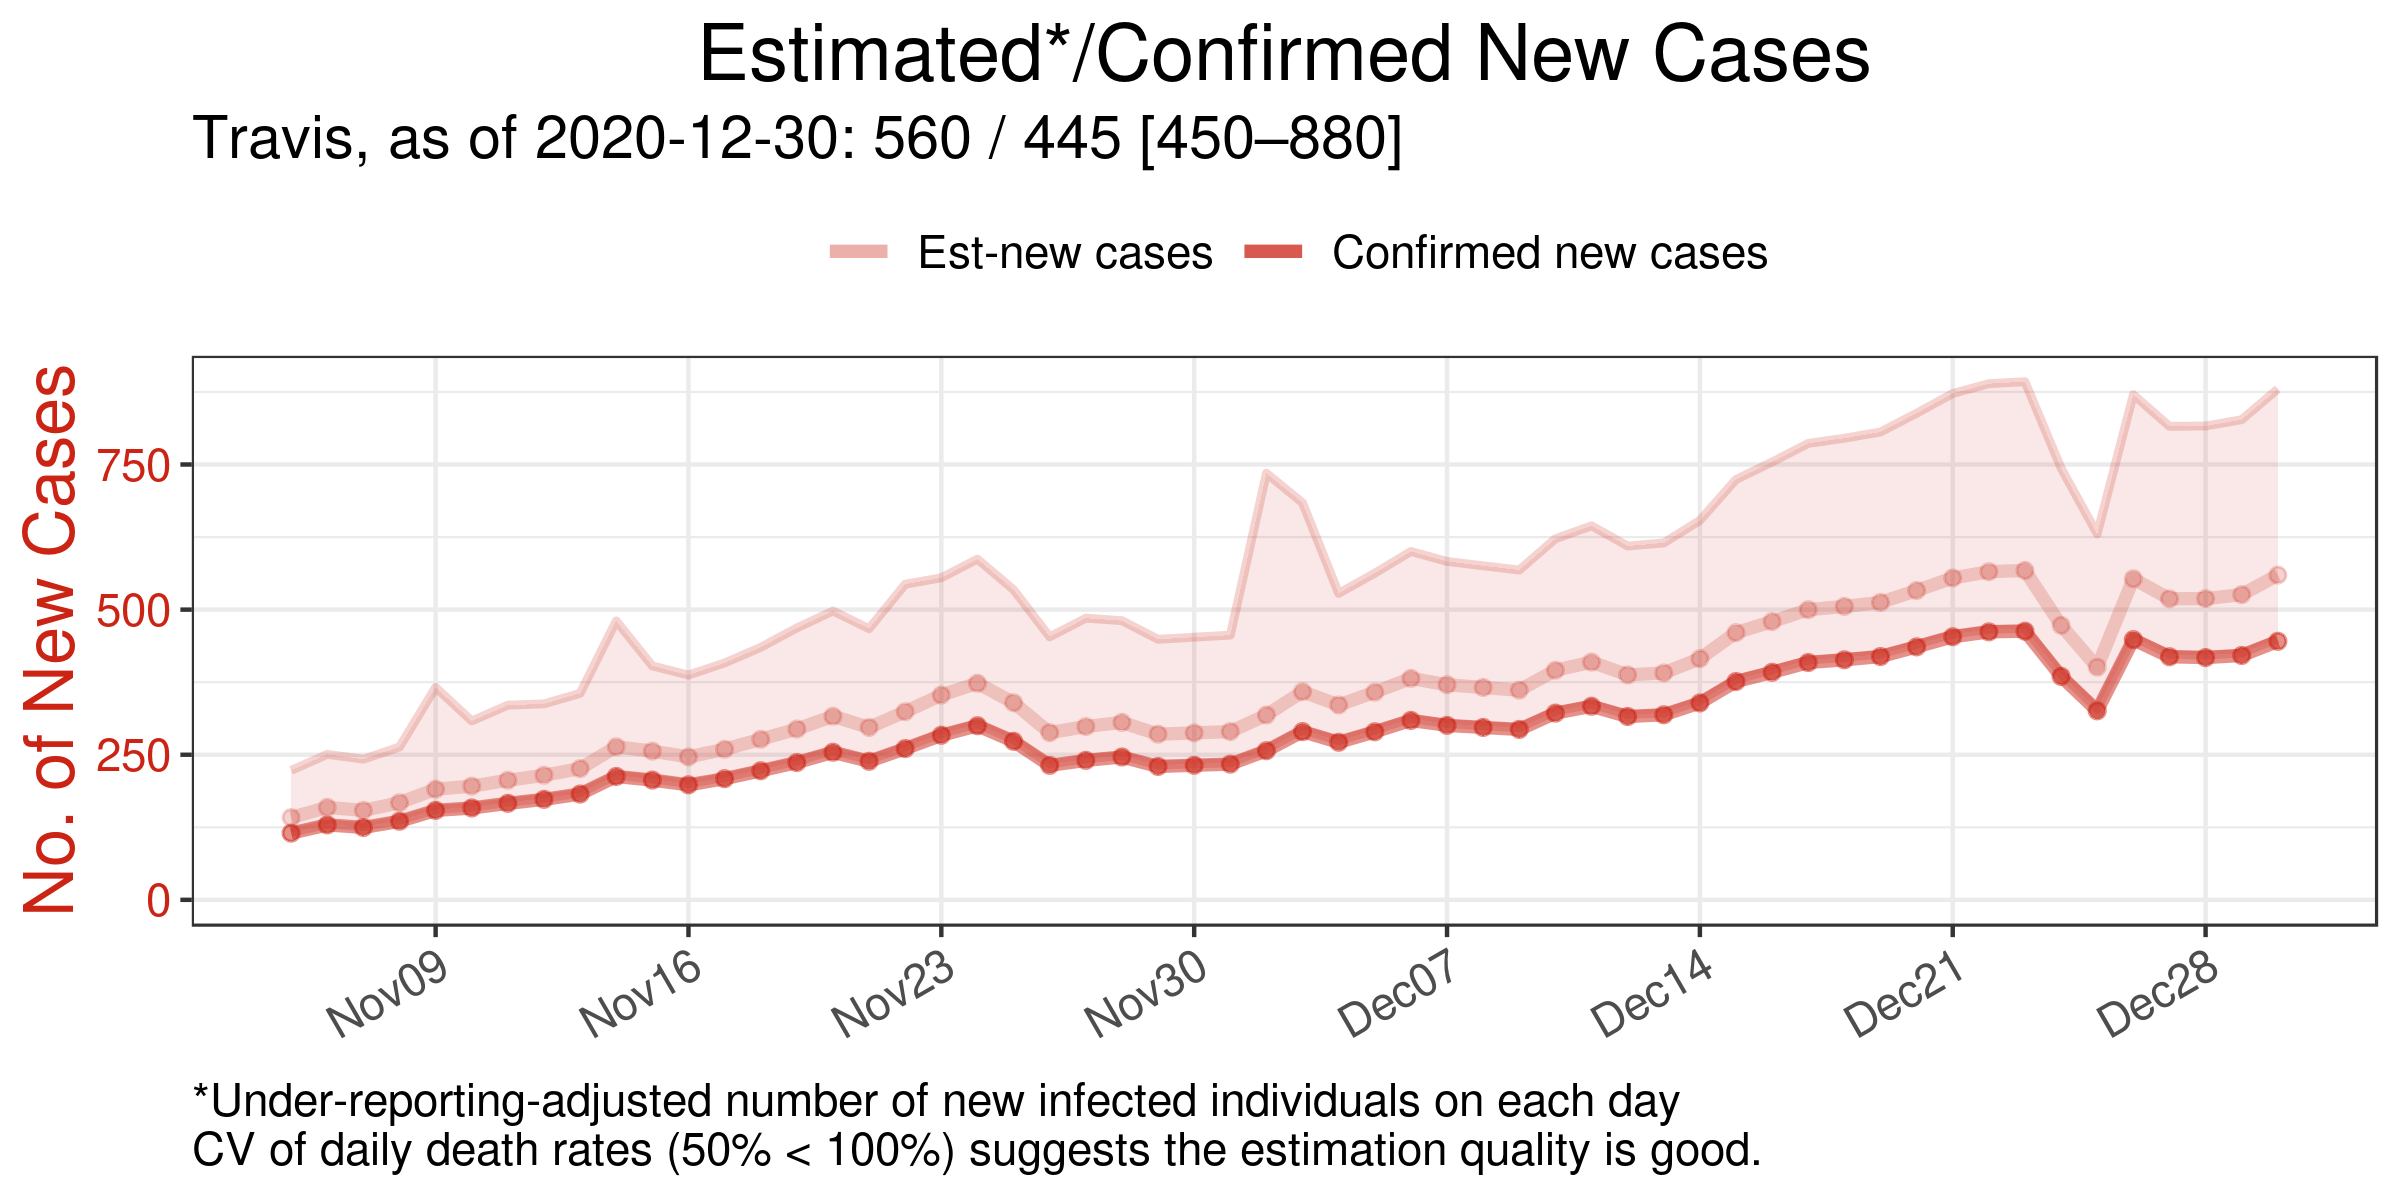 Estimated*/Confirmed New Cases
Travis, as of 2020-12-30: 560 / 445 [450–880]
Est-new cases
Confirmed new cases
No. of New Cases
750
500
250
0
Nov09
Nov16
Nov23
Nov30
Dec07
Dec14
Dec21
Dec28
*Under-reporting-adjusted number of new infected individuals on each day
CV of daily death rates (50% < 100%) suggests the estimation quality is good.